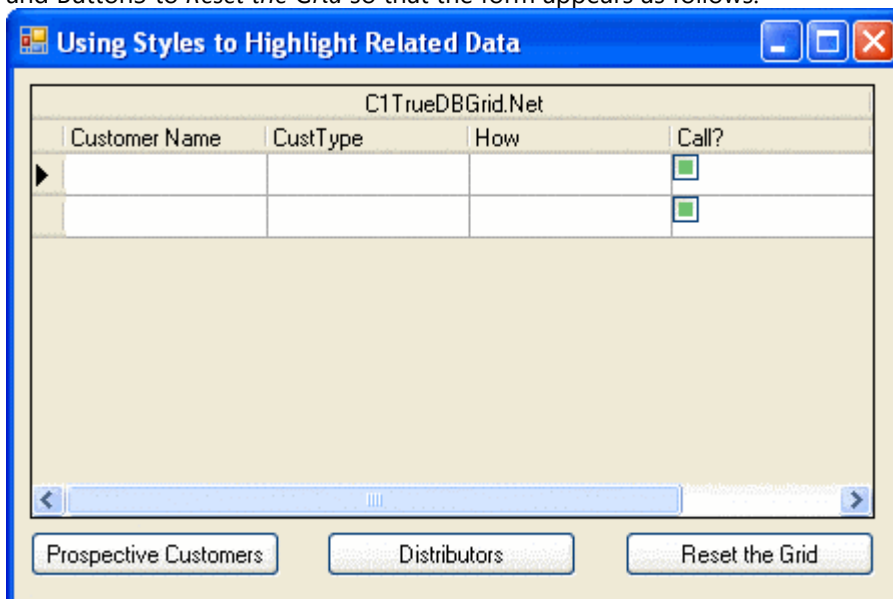 and Button3 to Reset the Grid so that the form appears as follows:
Using Styles to Highlight Related Data
C1TrueDBGrid.Net
Customer Name CustType How Call?
Prospective Customers Distributors Reset the Grid